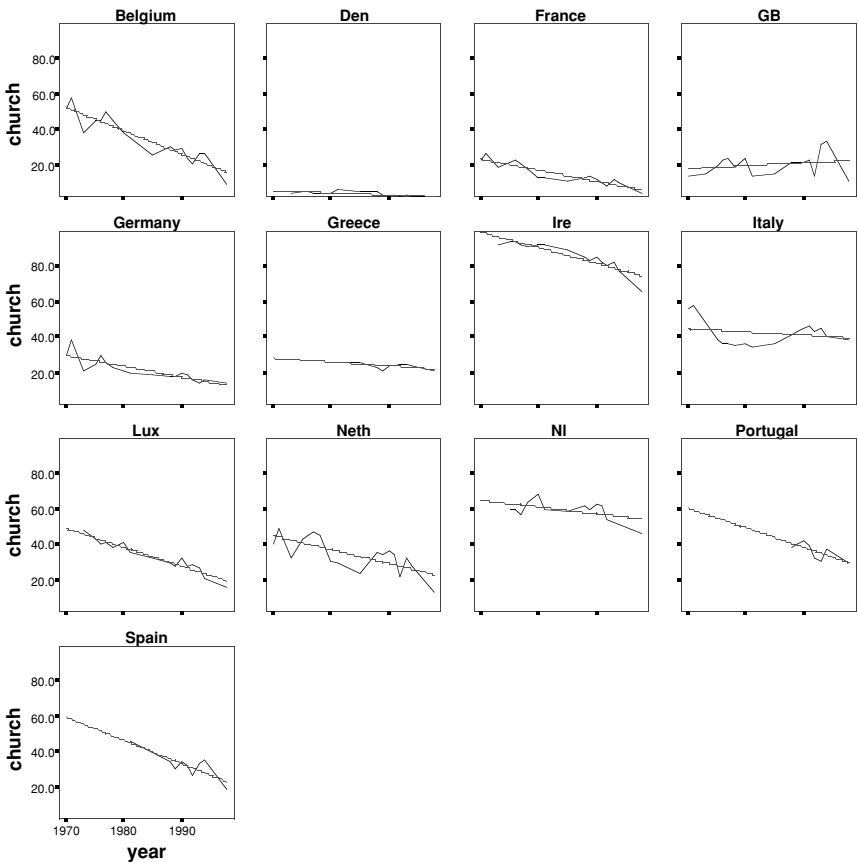 Belgium Den France GB
80.0
60.0
church
40.0
20.0
Germany Greece Ire Italy
80.0
60.0
church
40.0
20.0
Lux Neth NI Portugal
80.0
60.0
church
40.0
20.0
Spain
80.0
60.0
church
40.0
20.0
1970 1980 1990
year